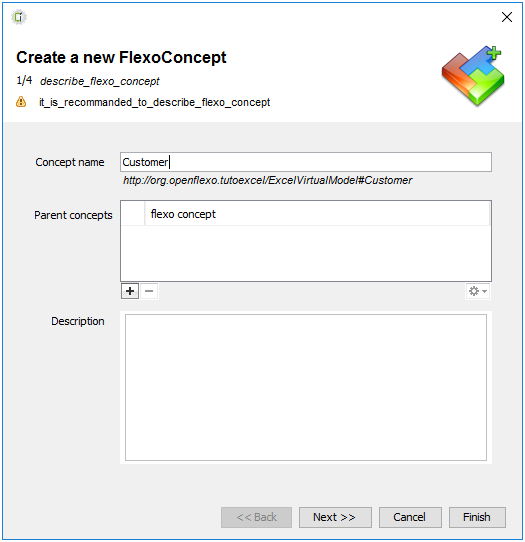 Create a new FlexoConcept
1/4 describe_flexo_concept
it_is_recommanded_to_describe_flexo_concept
Concept name Customer
http://org.openflexo.tutoexcel/ExcelVirtualModel#Customer
Parent concepts flexo concept
Description
<< Back Next >> Cancel Finish